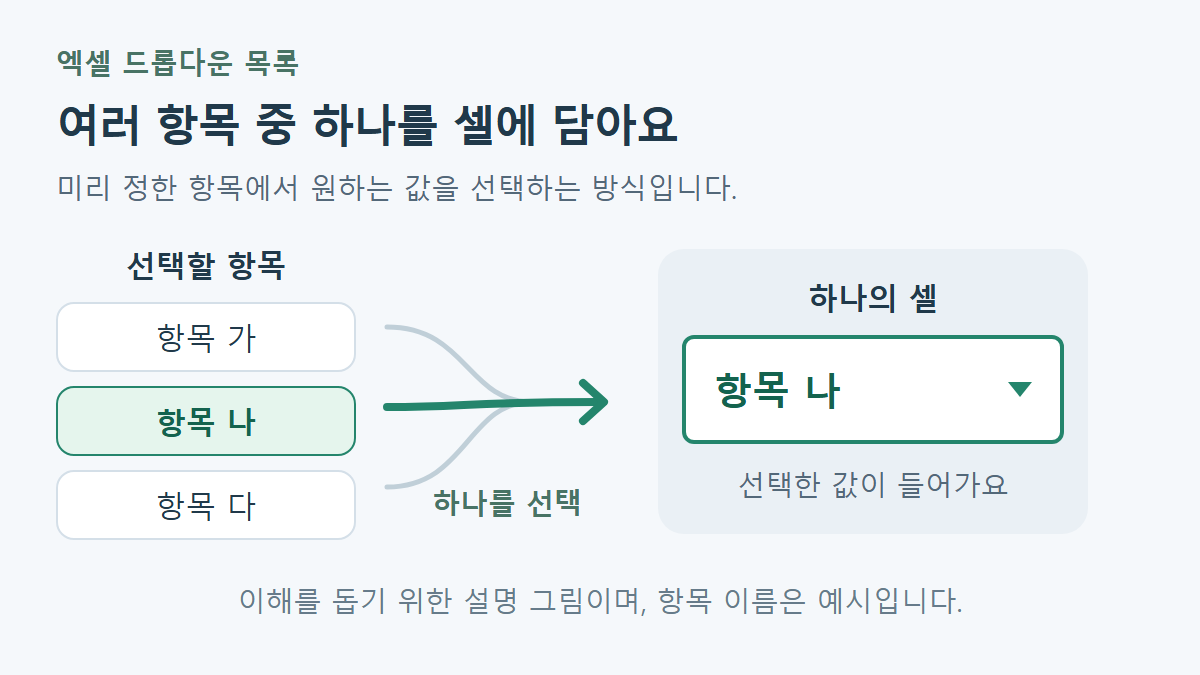 엑셀 드롭다운 목록
여러 항목 중 하나를 셀에 담아요
미리 정한 항목에서 원하는 값을 선택하는 방식입니다.
선택할 항목
항목 가
항목 나
항목 다
하나를 선택
하나의 셀
항목 나
선택한 값이 들어가요
이해를 돕기 위한 설명 그림이며, 항목 이름은 예시입니다.